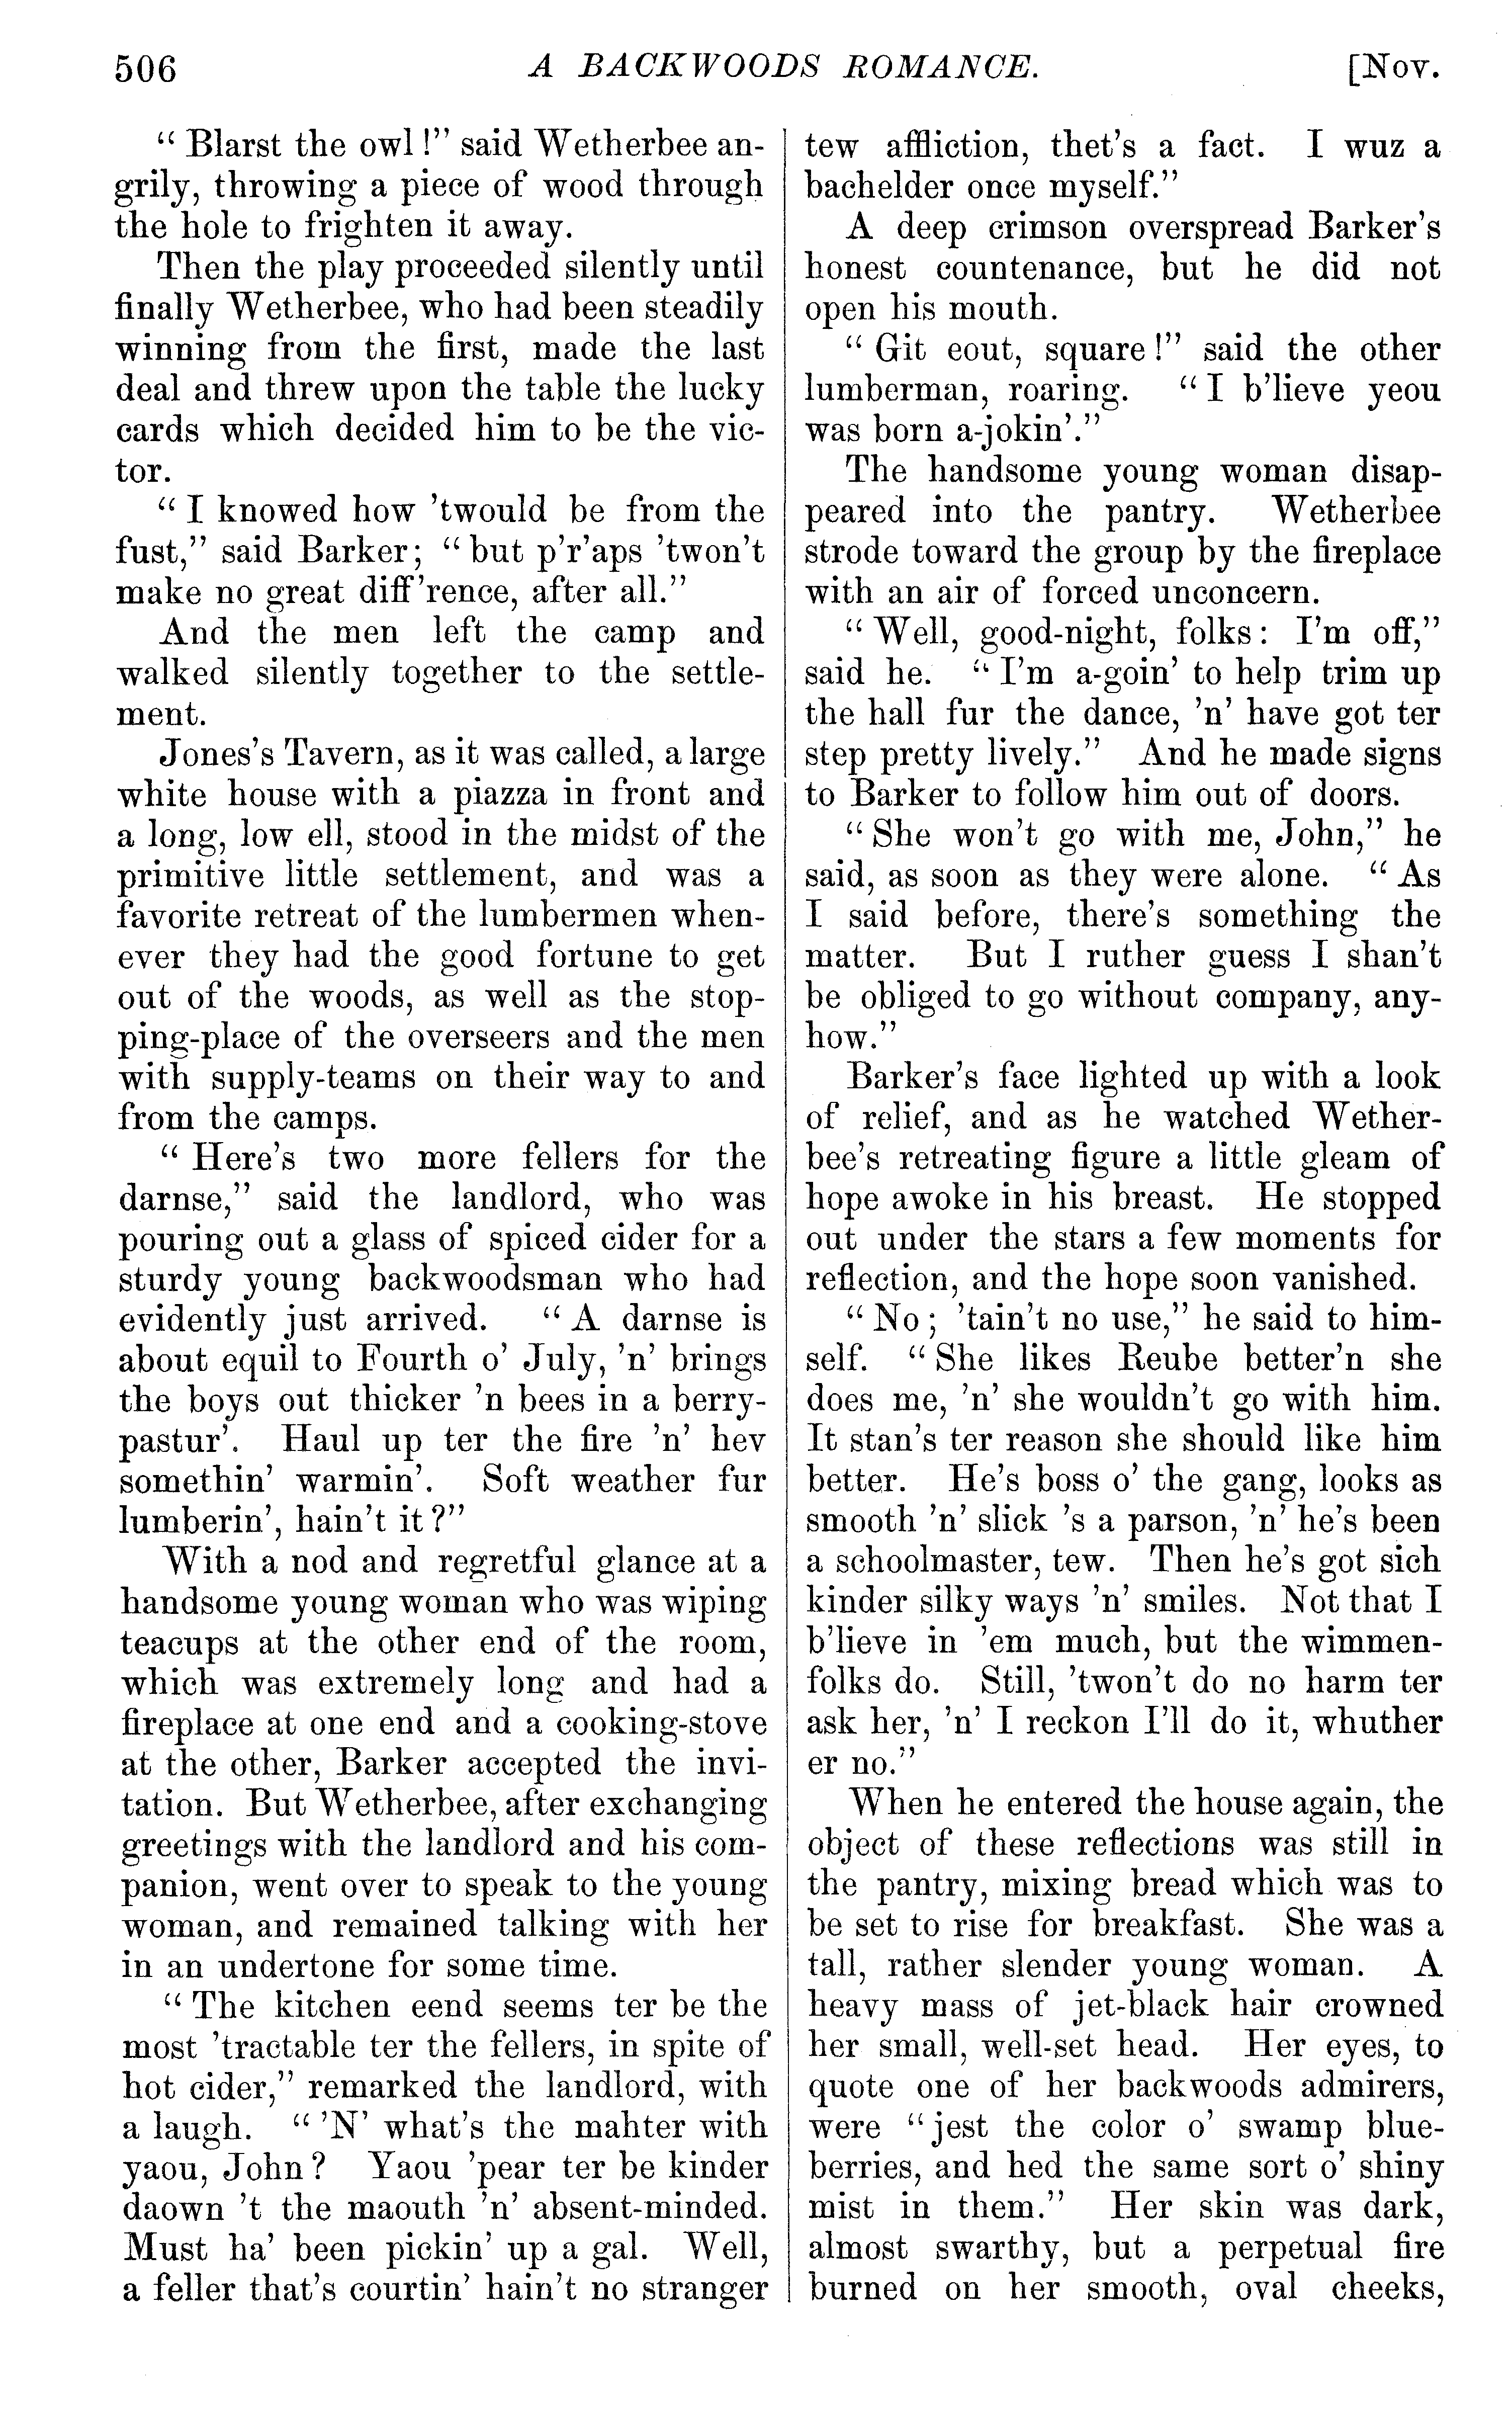 506 A BACKWOODS ROMANCE. [Nov.
“ Blarst the owl !” said Wetherbee an-
grily, throwing a piece of wood through
the hole to frighten it away.
Then the play proceeded silently until
finally Wetherbee, who had been steadily
winning from the first, made the last
deal and threw upon the table the lucky
cards which decided him to be the vic-
tor.
“ I knowed how ’twould be from the
fust,” said Barker; “ but p’r’aps ’twon’t
make no great diff’rence, after all.”
And the men left the camp and
walked silently together to the settle-
ment.
Jones’s Tavern, as it was called, a large
white house with a piazza in front and
a long, low ell, stood in the midst of the
primitive little settlement, and was a
favorite retreat of the lumbermen when-
ever they had the good fortune to get
out of the woods, as well as the stop-
ping-place of the overseers and the men
with supply-teams on their way to and
from the camps.
“ Here’s two more fellers for the
darnse,” said the landlord, who was
pouring out a glass of spiced cider for a
sturdy young backwoodsman who had
evidently just arrived. “ A darnse is
about equil to Fourth o’ July, ’n’ brings
the boys out thicker ’n bees in a berry-
pastur’. Haul up ter the fire ’n’ hev
somethin’ warmin’. Soft weather fur
lumberin’, hain’t it ?”
With a nod and regretful glance at a
handsome young woman who was wiping
teacups at the other end of the room,
which was extremely long and had a
fireplace at one end and a cooking-stove
at the other, Barker accepted the invi-
tation. But Wetherbee, after exchanging
greetings with the landlord and his com-
panion, went over to speak to the young
woman, and remained talking with her
in an undertone for some time.
“ The kitchen eend seems ter be the
most ’tractable ter the fellers, in spite of
hot cider,” remarked the landlord, with
a laugh. “ ’N’ what’s the mahter with
yaou, John ? Yaou ’pear ter be kinder
daown ’t the maouth ’n’ absent-minded.
Must ha’ been pickin’ up a gal. Well,
a feller that’s courtin’ hain’t no stranger
tew affliction, thet’s a fact. I wuz a
bachelder once myself.”
A deep crimson overspread Barker’s
honest countenance, but he did not
open his mouth.
“ Git eout, square !” said the other
lumberman, roaring. “ I b’lieve yeou
was born a-jokin’.”
The handsome young woman disap-
peared into the pantry. Wetherbee
strode toward the group by the fireplace
with an air of forced unconcern.
“ Well, good-night, folks : I’m off,”
said he. “ I’m a-goin’ to help trim up
the hall fur the dance, ’n’ have got ter
step pretty lively.” And he made signs
to Barker to follow him out of doors.
“ She won’t go with me, John,” he
said, as soon as they were alone. “ As
I said before, there’s something the
matter. But I ruther guess I shan’t
be obliged to go without company, any-
how.”
Barker’s face lighted up with a look
of relief, and as he watched Wether-
bee’s retreating figure a little gleam of
hope awoke in his breast. He stopped
out under the stars a few moments for
reflection, and the hope soon vanished.
“ No ; ’tain’t no use,” he said to him-
self. “ She likes Reube better’n she
does me, ’n’ she wouldn’t go with him.
It stan’s ter reason she should like him
better. He’s boss o’ the gang, looks as
smooth ’n’ slick ’s a parson, ’n’ he’s been
a schoolmaster, tew. Then he’s got sich
kinder silky ways ’n’ smiles. Not that I
b’lieve in ’em much, but the wimmen-
folks do. Still, ’twon’t do no harm ter
ask her, ’n’ I reckon I’ll do it, whuther
er no.”
When he entered the house again, the
object of these reflections was still in
the pantry, mixing bread which was to
be set to rise for breakfast. She was a
tall, rather slender young woman. A
heavy mass of jet-black hair crowned
her small, well-set head. Her eyes, to
quote one of her backwoods admirers,
were “ jest the color o’ swamp blue-
berries, and hed the same sort o’ shiny
mist in them.” Her skin was dark,
almost swarthy, but a perpetual fire
burned on her smooth, oval cheeks,